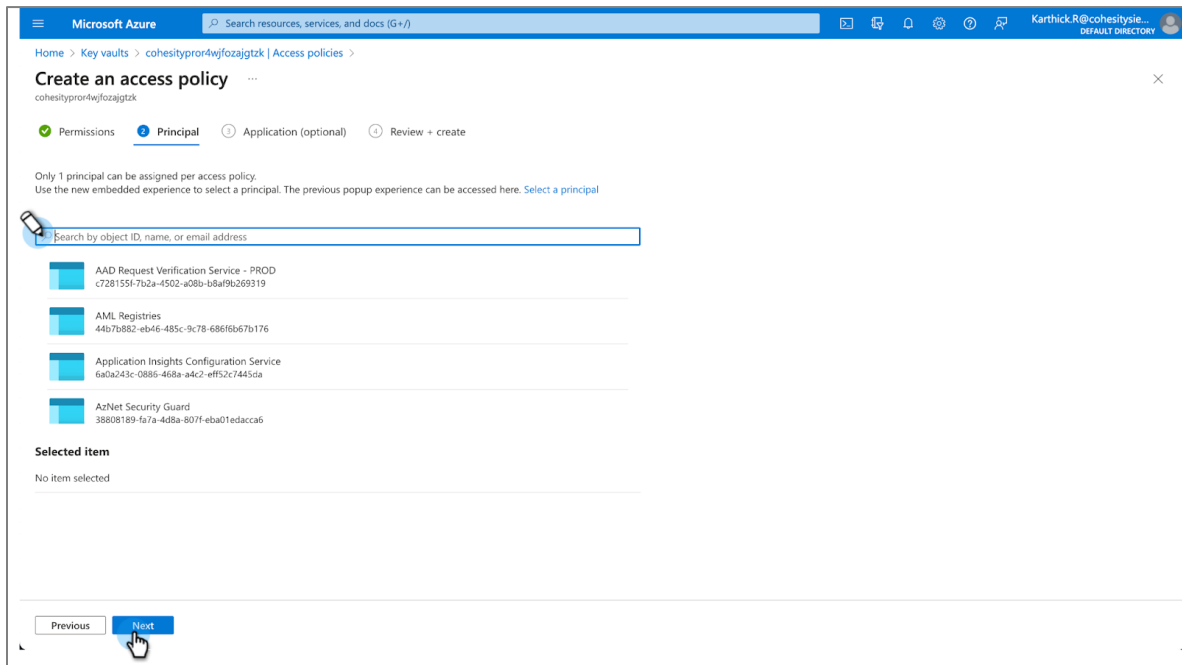 Microsoft Azure
Search resources, services, and docs (G+/)
Karthick.R@cohesitysie...
DEFAULT DIRECTORY
Home > Key vaults > cohesitypror4wjfozajgtzk | Access policies >
Create an access policy ...
cohesitypror4wjfozajgtzk
Permissions
2 Principal
3 Application (optional)
4 Review + create
Only 1 principal can be assigned per access policy.
Use the new embedded experience to select a principal. The previous popup experience can be accessed here. Select a principal
Search by object ID, name, or email address
AAD Request Verification Service - PROD
c728155f-7b2a-4502-a08b-b8af9b269319
AML Registries
44b7b882-eb46-485c-9c78-686f6b67b176
Application Insights Configuration Service
6a0a243c-0886-468a-a4c2-eff52c7445da
AzNet Security Guard
38808189-fa7a-4d8a-807f-eba01edacca6
Selected item
No item selected
Previous
Next